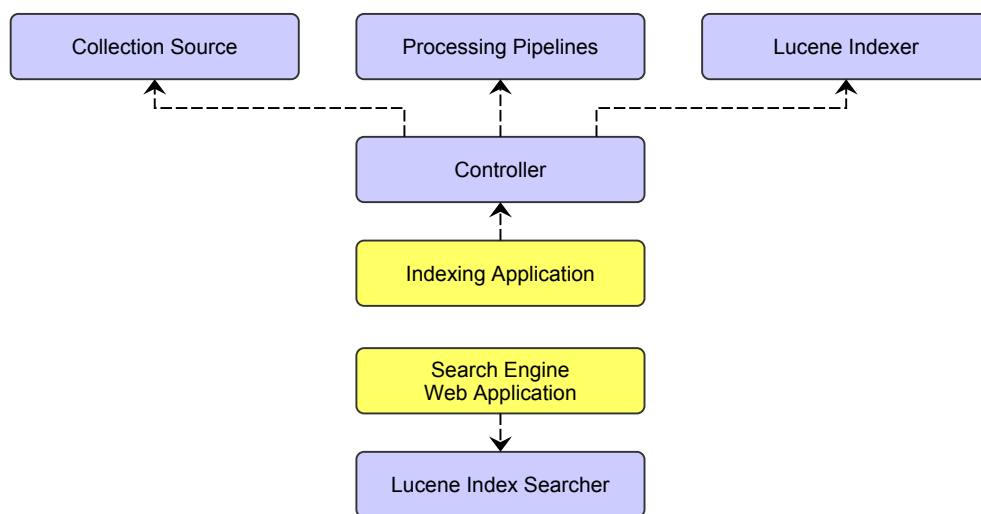 Collection Source
Processing Pipelines
Lucene Indexer
Controller
Indexing Application
Search Engine
Web Application
Lucene Index Searcher